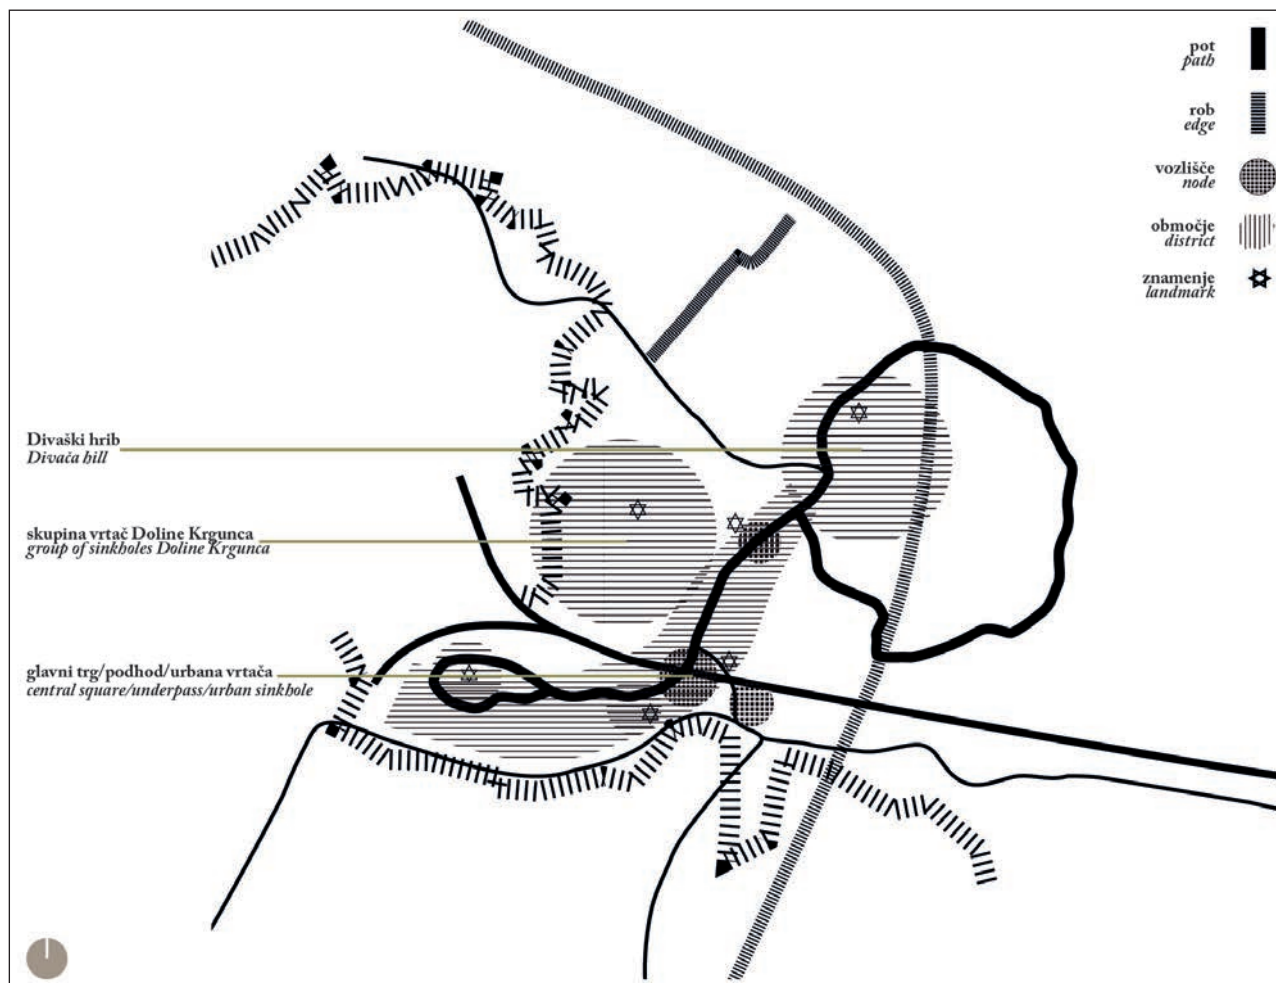 pot
path
rob
edge
vozlišče
node
območje
district
znamenje
landmark
Divaški hrib
Divača hill
skupina vrtač Doline Krgunca
group of sinkholes Doline Krgunca
glavni trg/podhod/urbana vrtača
central square/underpass/urban sinkhole